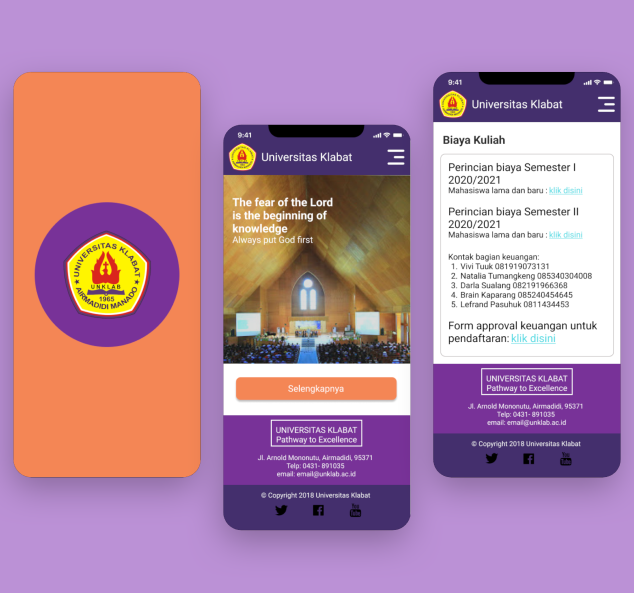 UNIVERSITAS KLABAT
UNKLAB
1965
AIRMADIDI MANADO
9:41
Universitas Klabat
The fear of the Lord
is the beginning of
knowledge
Always put God first
Selengkapnya
UNIVERSITAS KLABAT
Pathway to Excellence
Jl. Arnold Mononutu, Airmadidi, 95371
Telp: 0431- 891035
email: email@unklab.ac.id
© Copyright 2018 Universitas Klabat
You
Tube
9:41
Universitas Klabat
Biaya Kuliah
Perincian biaya Semester I
2020/2021
Mahasiswa lama dan baru : klik disini
Perincian biaya Semester II
2020/2021
Mahasiswa lama dan baru : klik disini
Kontak bagian keuangan:
1. Vivi Tuuk 081919073131
2. Natalia Tumangkeng 085340304008
3. Darla Sualang 082191966368
4. Brain Kaparang 085240454645
5. Lefrand Pasuhuk 0811434453
Form approval keuangan untuk
pendaftaran: klik disini
UNIVERSITAS KLABAT
Pathway to Excellence
Jl. Arnold Mononutu, Airmadidi, 95371
Telp: 0431- 891035
email: email@unklab.ac.id
© Copyright 2018 Universitas Klabat
You
Tube